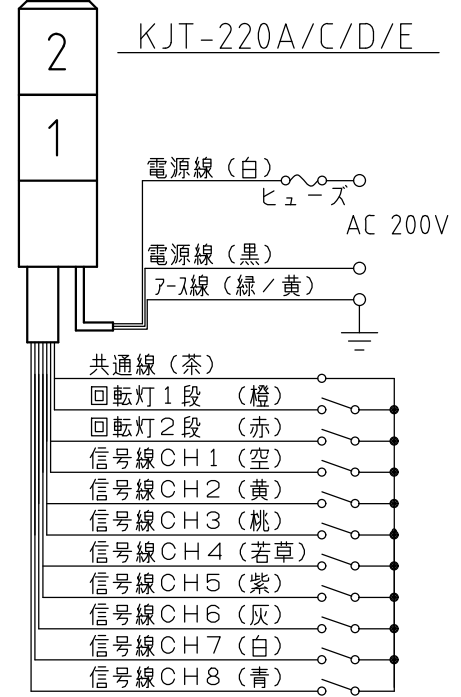 2
KJT-220A/C/D/E
1
電源線（白）
ヒューズ
AC 200V
電源線（黒）
アース線（緑／黄）
共通線（茶）
回転灯1段　（橙）
回転灯2段　（赤）
信号線CH1（空）
信号線CH2（黄）
信号線CH3（桃）
信号線CH4（若草）
信号線CH5（紫）
信号線CH6（灰）
信号線CH7（白）
信号線CH8（青）